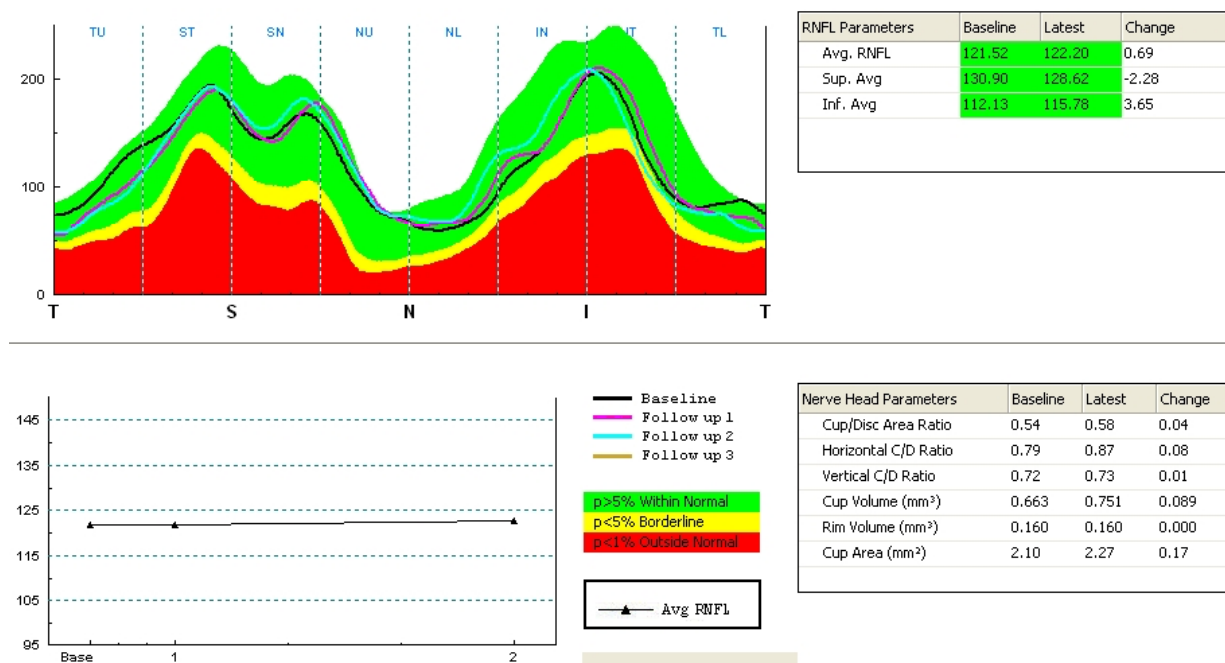 TU ST SN NU NL IN IT TL
200
100
0
T S N I T
RNFL Parameters Baseline Latest Change
Avg. RNFL 121.52 122.20 0.69
Sup. Avg 130.90 128.62 -2.28
Inf. Avg 112.13 115.78 3.65
145
135
125
115
105
95
Base 1 2
Baseline
Follow up 1
Follow up 2
Follow up 3
p>5% Within Normal
p<5% Borderline
p<1% Outside Normal
Avg RNFL
Nerve Head Parameters Baseline Latest Change
Cup/Disc Area Ratio 0.54 0.58 0.04
Horizontal C/D Ratio 0.79 0.87 0.08
Vertical C/D Ratio 0.72 0.73 0.01
Cup Volume (mm³) 0.663 0.751 0.089
Rim Volume (mm³) 0.160 0.160 0.000
Cup Area (mm²) 2.10 2.27 0.17